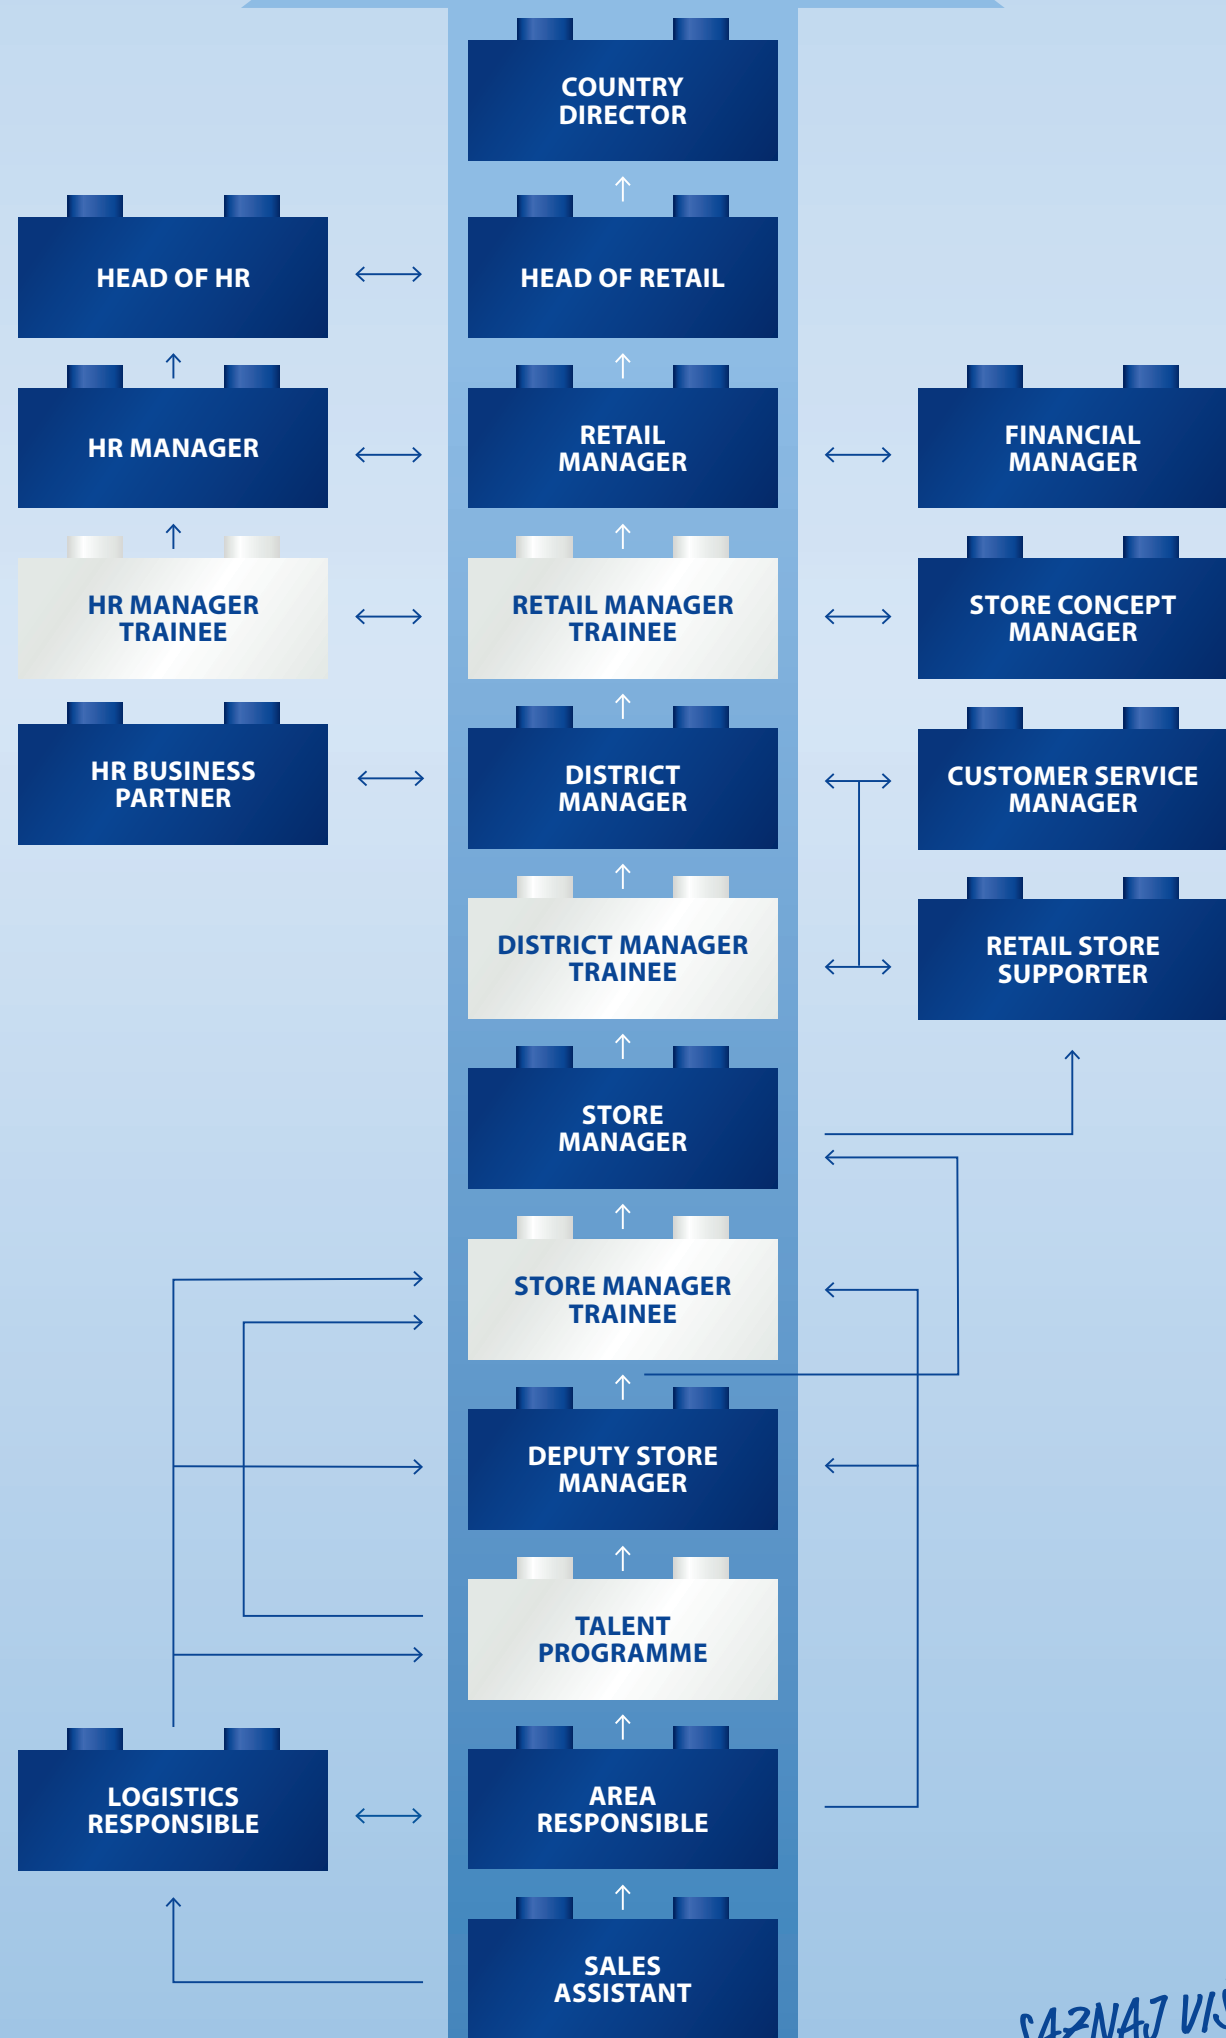 COUNTRY
DIRECTOR
HEAD OF HR
HEAD OF RETAIL
HR MANAGER
RETAIL
MANAGER
FINANCIAL
MANAGER
HR MANAGER
TRAINEE
RETAIL MANAGER
TRAINEE
STORE CONCEPT
MANAGER
HR BUSINESS
PARTNER
DISTRICT
MANAGER
CUSTOMER SERVICE
MANAGER
DISTRICT MANAGER
TRAINEE
RETAIL STORE
SUPPORTER
STORE
MANAGER
STORE MANAGER
TRAINEE
DEPUTY STORE
MANAGER
TALENT
PROGRAMME
LOGISTICS
RESPONSIBLE
AREA
RESPONSIBLE
SALES
ASSISTANT
SAZNAJ